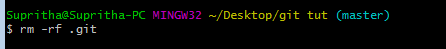 Supritha@Supritha-PC MINGW32 ~/Desktop/git tut (master)
$ rm -rf .git